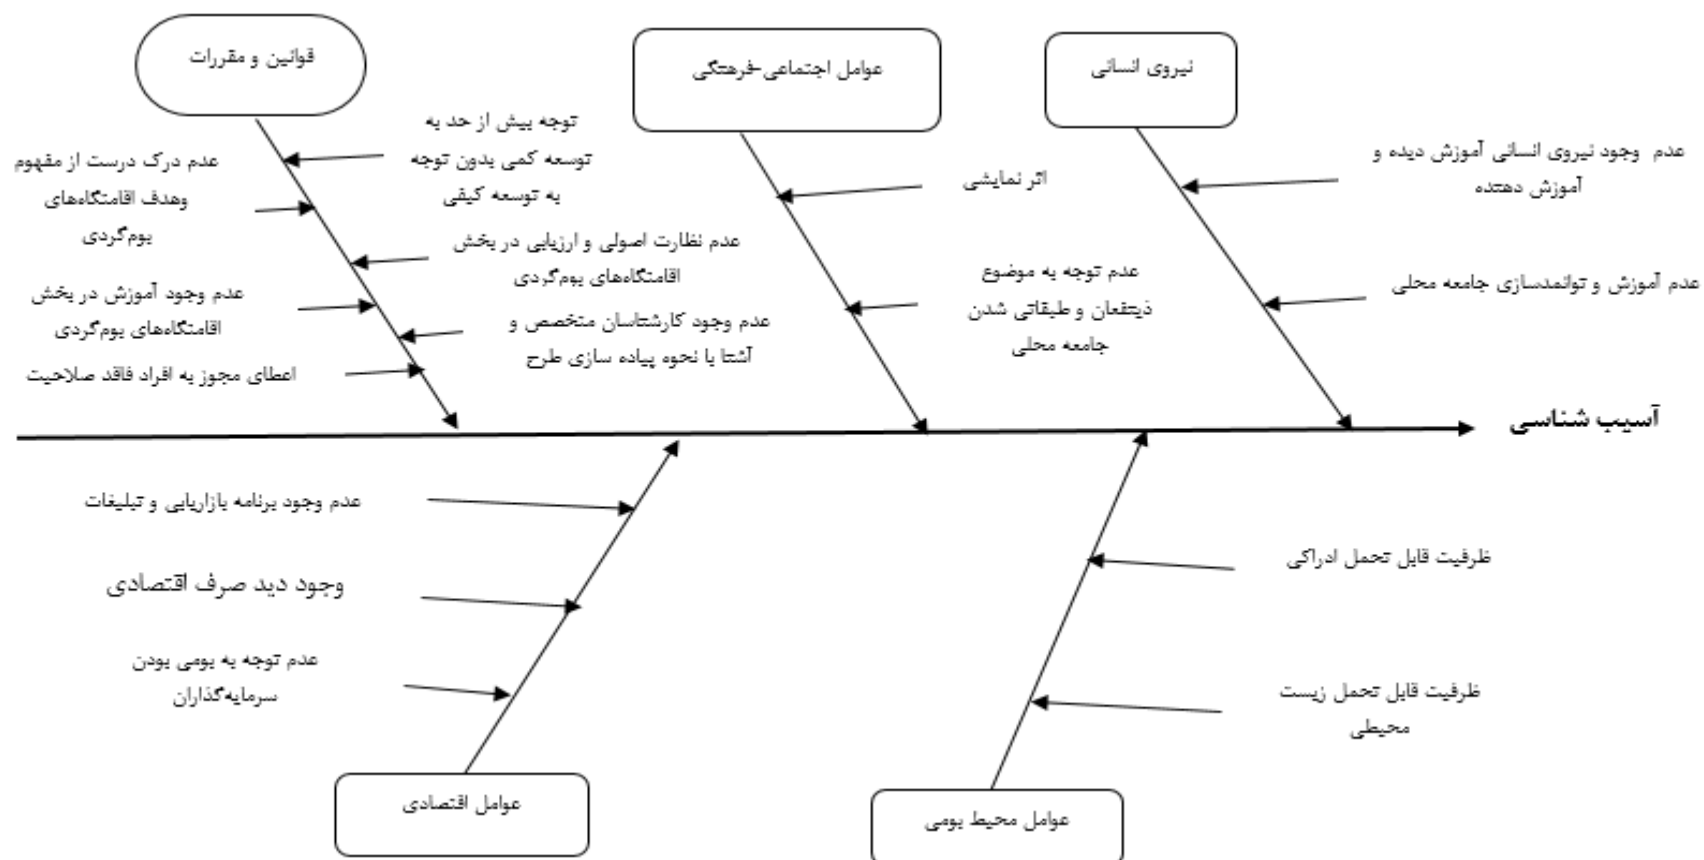 نیروی انسانی
عدم وجود نیروی انسانی آموزش دیده و
آموزش دهنده
عدم آموزش و توانمندسازی جامعه محلی
عوامل اجتماعی-فرهنگی
اثر نمایشی
عدم توجه به موضوع
ذینفعان و طبقاتی شدن
جامعه محلی
قوانین و مقررات
توجه بیش از حد به
توسعه کمی بدون توجه
به توسعه کیفی
عدم نظارت اصولی و ارزیابی در بخش
اقامتگاه‌های بوم‌گردی
عدم وجود کارشناسان متخصص و
آشنا با نحوه پیاده سازی طرح
عدم درک درست از مفهوم
وهدف اقامتگاه‌های
بوم‌گردی
عدم وجود آموزش در بخش
اقامتگاه‌های بوم‌گردی
اعطای مجوز به افراد فاقد صلاحیت
آسیب شناسی
ظرفیت قابل تحمل ادراکی
ظرفیت قابل تحمل زیست
محیطی
عوامل محیط بومی
عدم وجود برنامه بازاریابی و تبلیغات
وجود دید صرف اقتصادی
عدم توجه به بومی بودن
سرمایه‌گذاران
عوامل اقتصادی